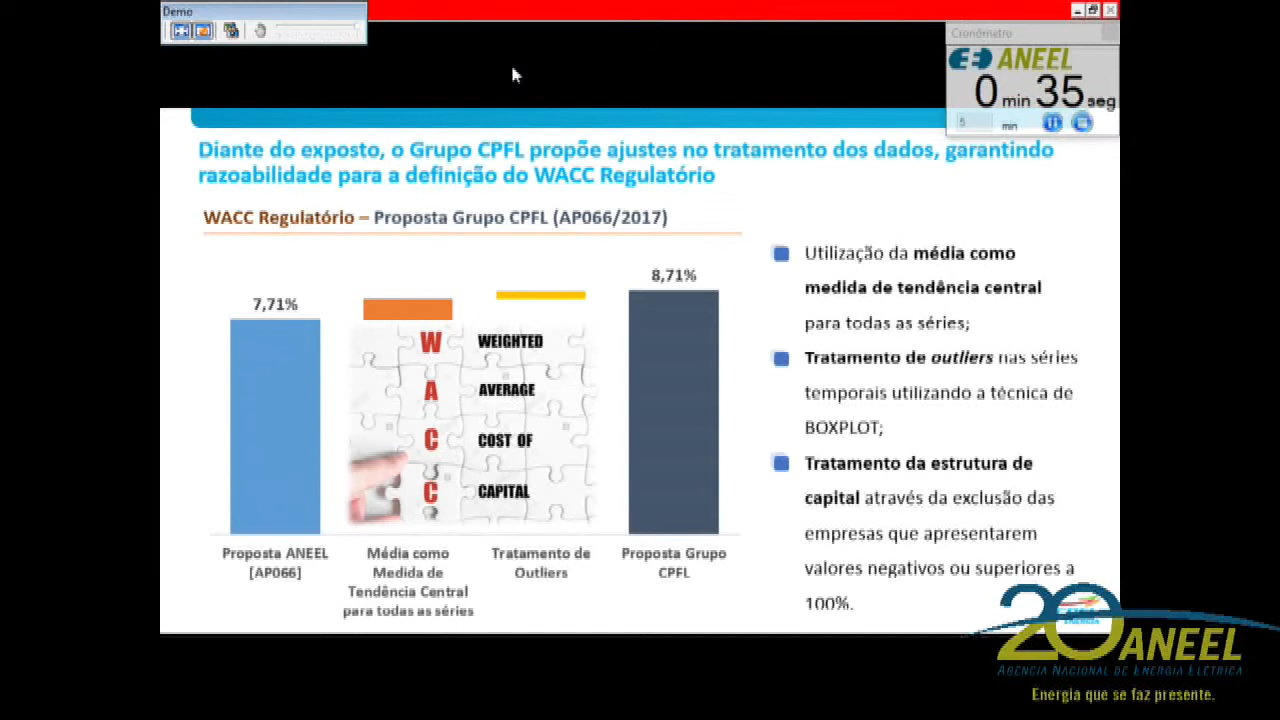 Demo
Cronómetro
ANEEL
0 min 35 seg
5 min
Diante do exposto, o Grupo CPFL propõe ajustes no tratamento dos dados, garantindo
razoabilidade para a definição do WACC Regulatório
WACC Regulatório – Proposta Grupo CPFL (AP066/2017)
7,71%
8,71%
W WEIGHTED
A AVERAGE
C COST OF
C CAPITAL
Proposta ANEEL
[AP066]
Média como
Medida de
Tendência Central
para todas as séries
Tratamento de
Outliers
Proposta Grupo
CPFL
Utilização da média como
medida de tendência central
para todas as séries;
Tratamento de outliers nas séries
temporais utilizando a técnica de
BOXPLOT;
Tratamento da estrutura de
capital através da exclusão das
empresas que apresentarem
valores negativos ou superiores a
100%.
20 ANEEL
AGÊNCIA NACIONAL DE ENERGIA ELÉTRICA
Energia que se faz presente.